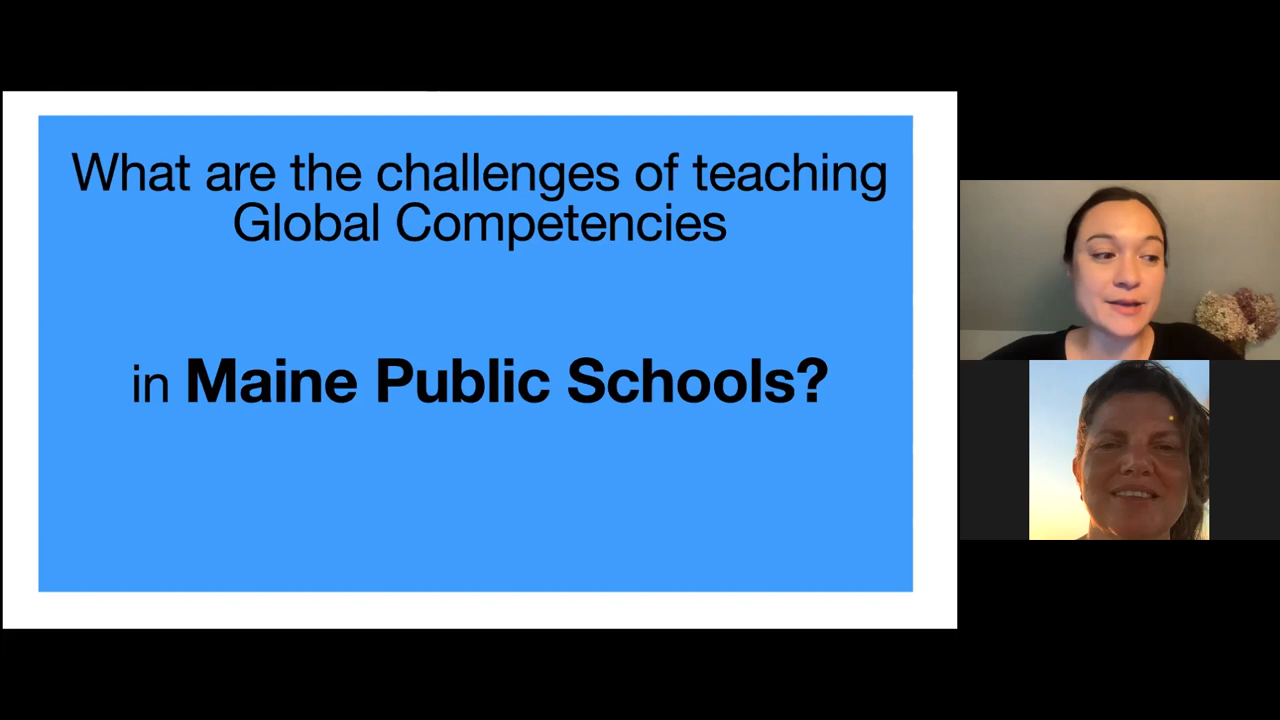 What are the challenges of teaching
Global Competencies
in Maine Public Schools?